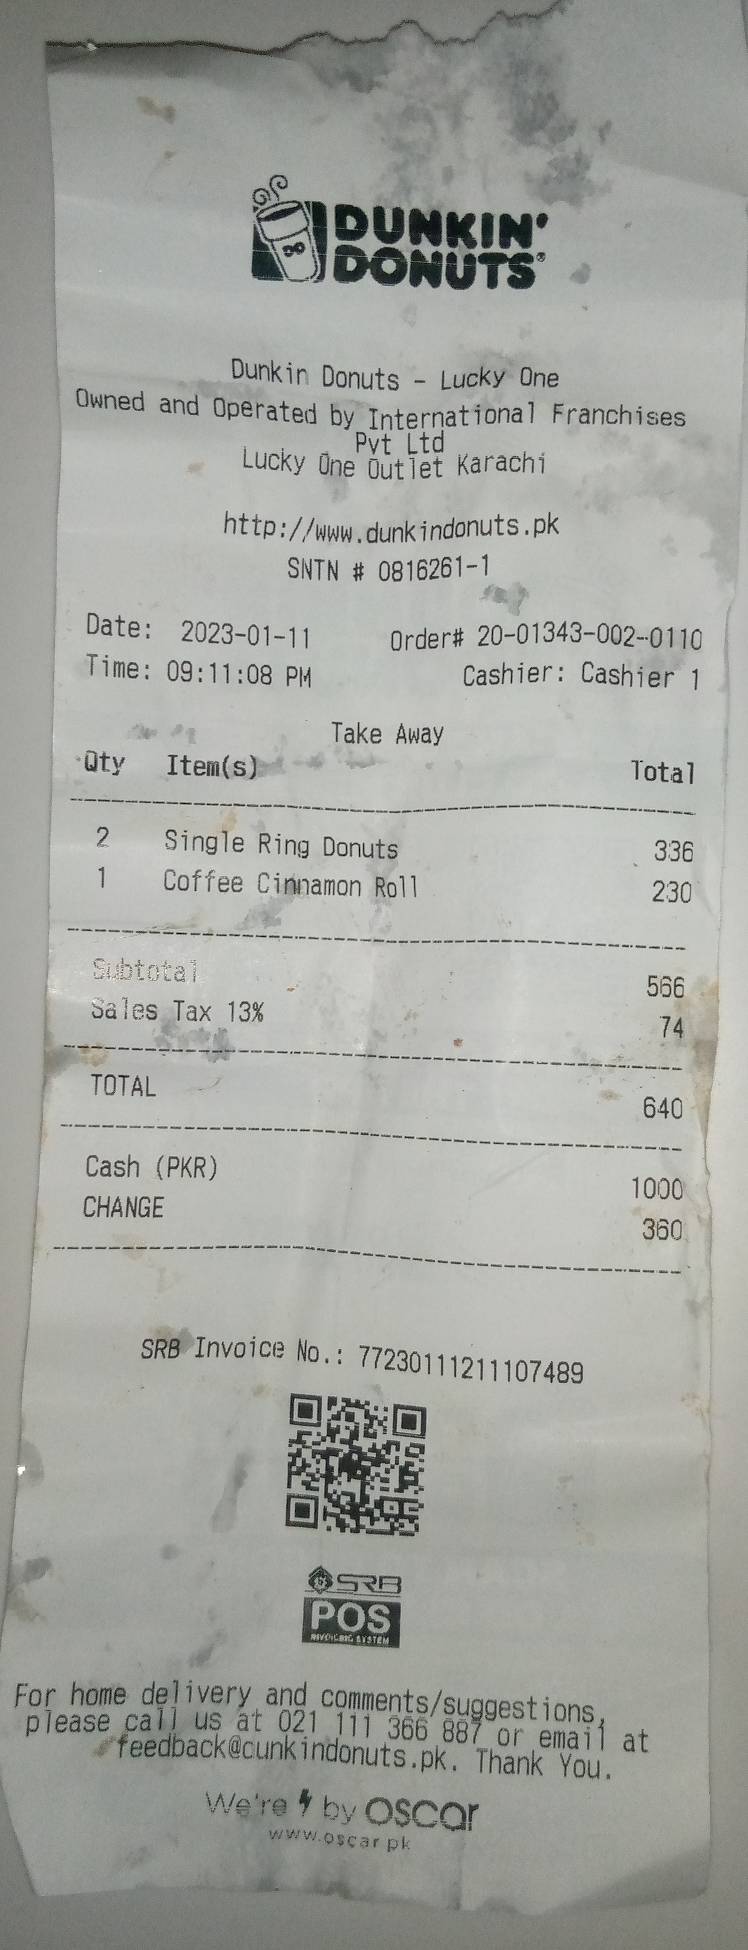 DUNKIN'
DONUTS®
Dunkin Donuts - Lucky One
Owned and Operated by International Franchises
Pvt Ltd
Lucky One Outlet Karachi
http://www.dunkindonuts.pk
SNTN # 0816261-1
Date: 2023-01-11 Order# 20-01343-002-0110
Time: 09:11:08 PM Cashier: Cashier 1
Take Away
Qty Item(s) Total
2 Single Ring Donuts 336
1 Coffee Cinnamon Roll 230
Subtotal 566
Sales Tax 13% 74
TOTAL 640
Cash (PKR) 1000
CHANGE 360
SRB Invoice No.: 77230111211107489
SRB
POS
INVOICING SYSTEM
For home delivery and comments/suggestions,
please call us at 021 111 366 887 or email at
feedback@cunkindonuts.pk. Thank You.
We're by oscar
www.oscar.pk